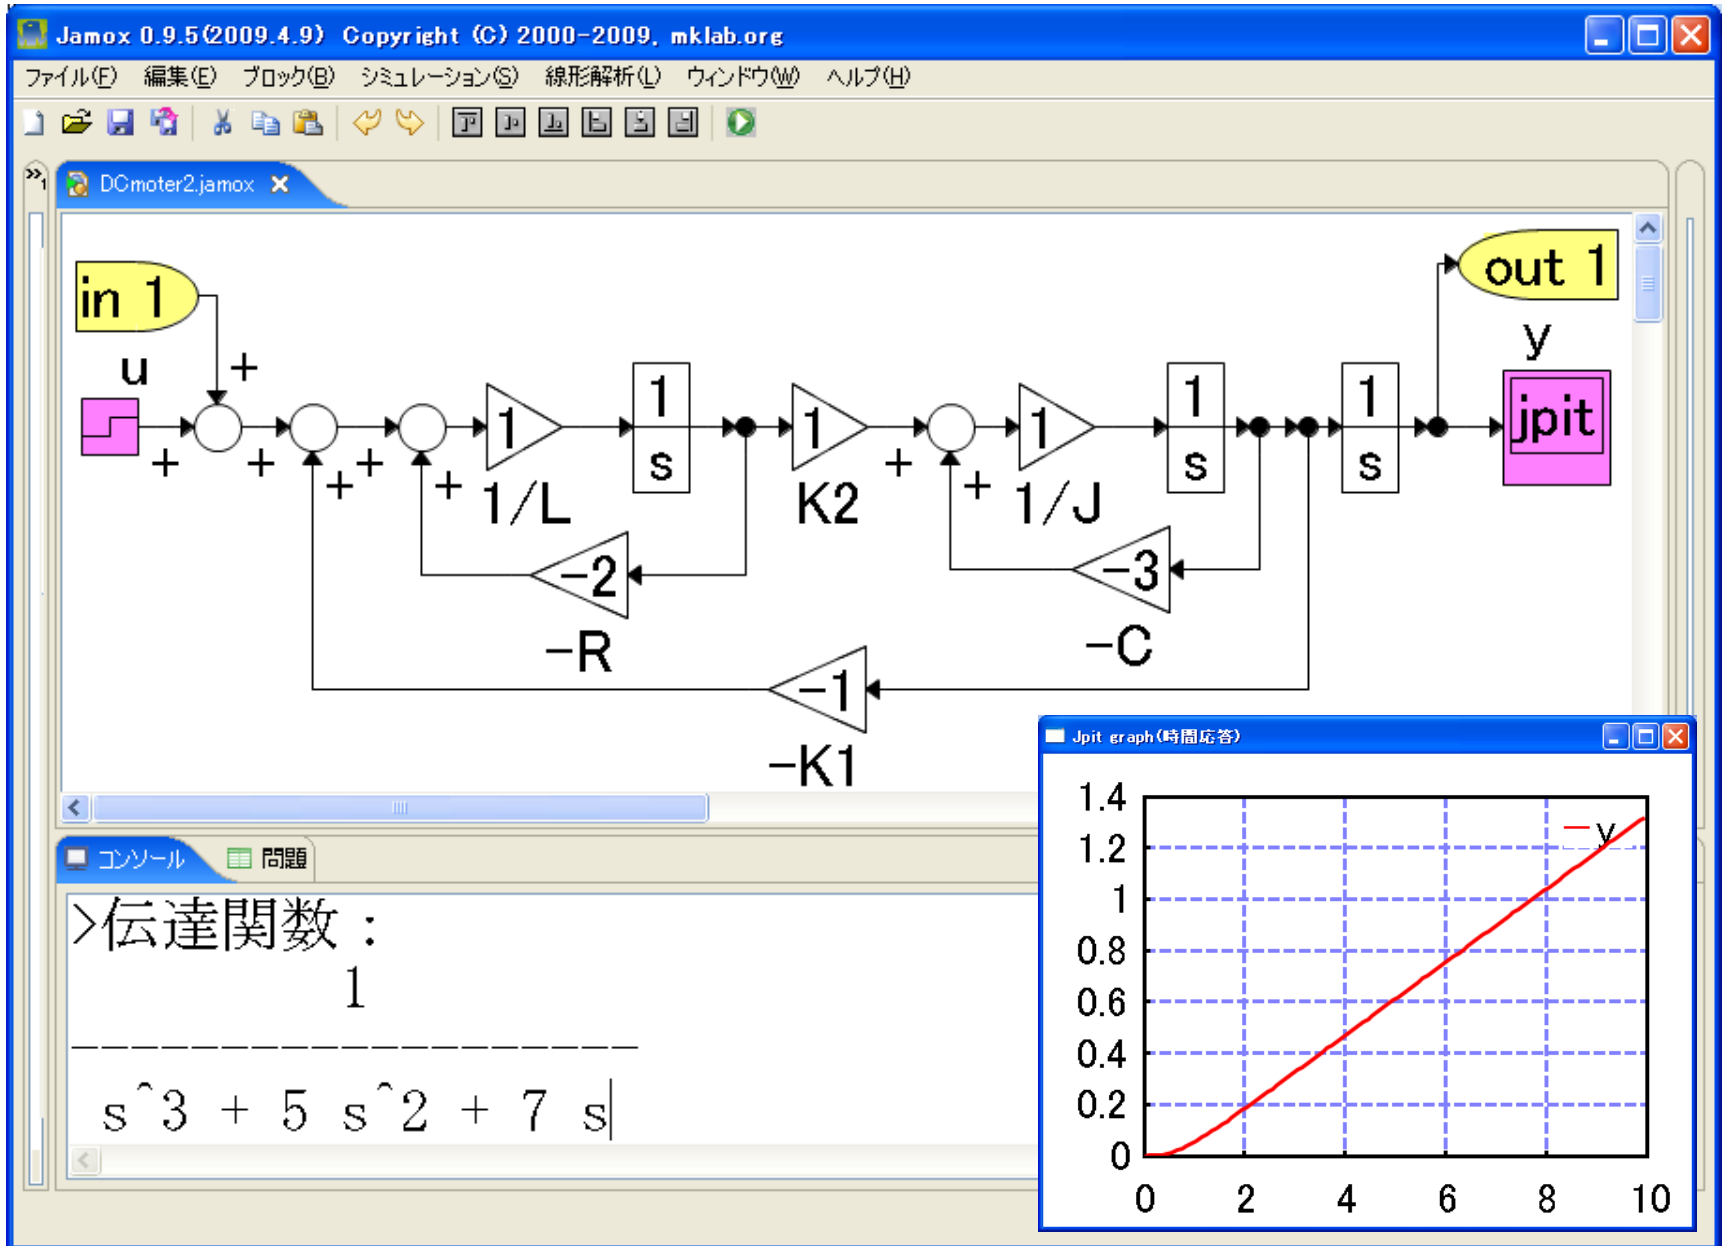 Jamox 0.9.5(2009.4.9) Copyright (C) 2000-2009, mklab.org
ファイル(F) 編集(E) ブロック(B) シミュレーション(S) 線形解析(L) ウィンドウ(W) ヘルプ(H)
»1
DCmoter2.jamox
in 1
out 1
u
+
y
1
1
1
1
1
1
jpit
s
s
s
+
+
+
+
+
+
+
1/L
K2
1/J
-2
-3
-R
-C
-1
-K1
コンソール
問題
>伝達関数 :
1
-------------------
s^3 + 5 s^2 + 7 s
Jpit graph(時間応答)
1.4
y
1.2
1
0.8
0.6
0.4
0.2
0
0 2 4 6 8 10